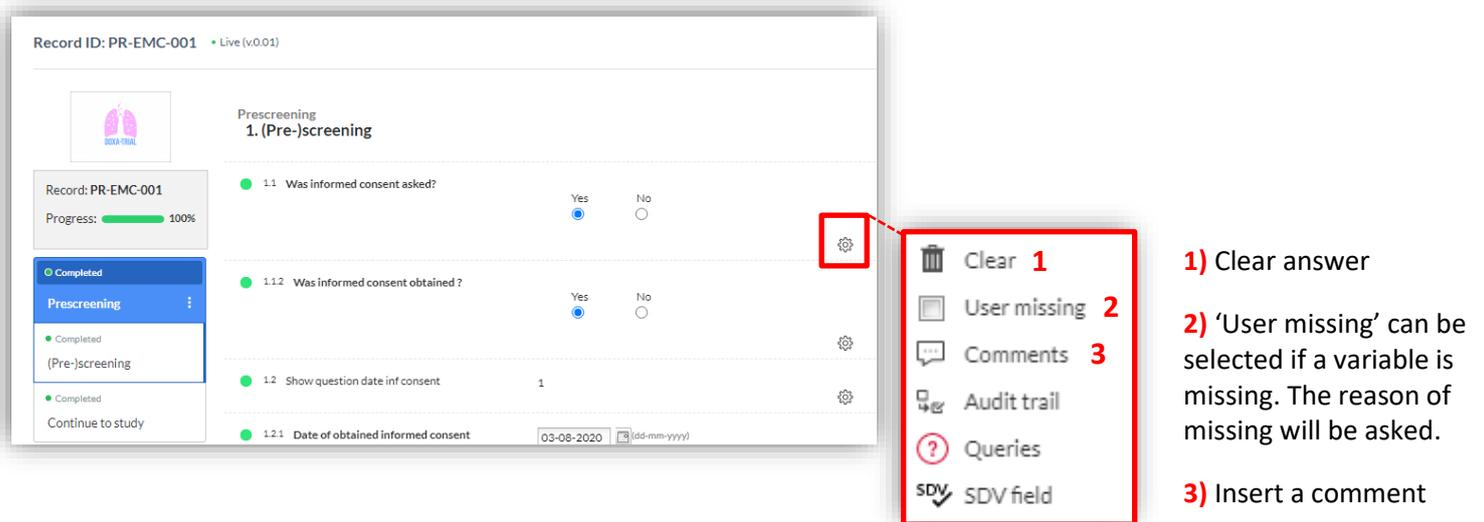 Record ID: PR-EMC-001 • Live (v.0.01)
DOXA-TRIAL
Prescreening
1. (Pre-)screening
Record: PR-EMC-001
Progress: 100%
Completed
Prescreening
Completed
(Pre-)screening
Completed
Continue to study
1.1 Was informed consent asked?
Yes No
1.1.2 Was informed consent obtained ?
Yes No
1.2 Show question date inf consent 1
1.2.1 Date of obtained informed consent 03-08-2020 (dd-mm-yyyy)
Clear 1
User missing 2
Comments 3
Audit trail
? Queries
SDV SDV field
1) Clear answer
2) ‘User missing’ can be
selected if a variable is
missing. The reason of
missing will be asked.
3) Insert a comment